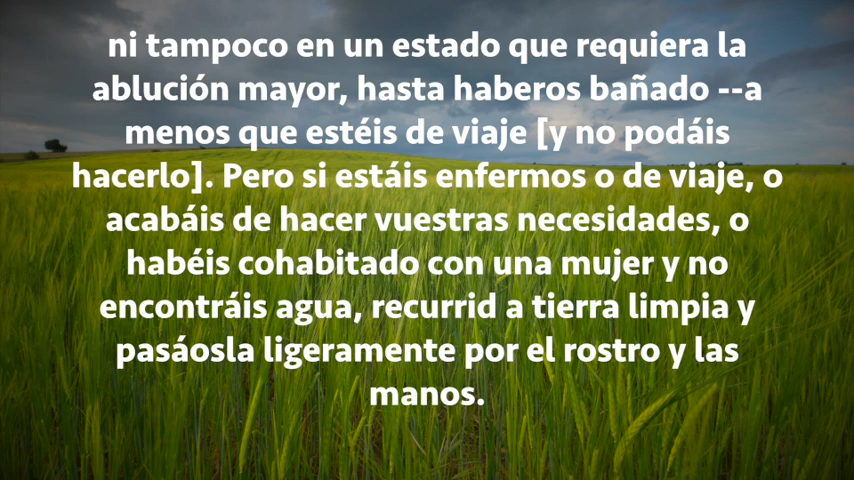 ni tampoco en un estado que requiera la
ablución mayor, hasta haberos bañado --a
menos que estéis de viaje [y no podáis
hacerlo]. Pero si estáis enfermos o de viaje, o
acabáis de hacer vuestras necesidades, o
habéis cohabitado con una mujer y no
encontráis agua, recurrid a tierra limpia y
pasáosla ligeramente por el rostro y las
manos.